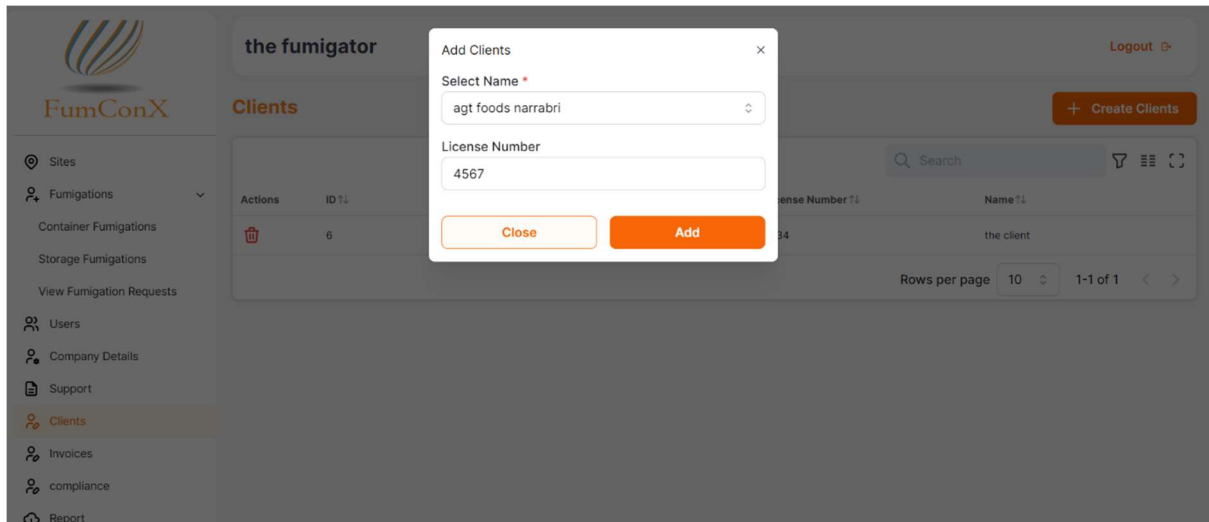 the fumigator
Logout
FumConX
Clients
+ Create Clients
Add Clients
Select Name *
agt foods narrabri
License Number
4567
Close
Add
Sites
Fumigations
Container Fumigations
Storage Fumigations
View Fumigation Requests
Users
Company Details
Support
Clients
Invoices
compliance
Report
Search
Actions
ID
ense Number
Name
6
34
the client
Rows per page
10
1-1 of 1